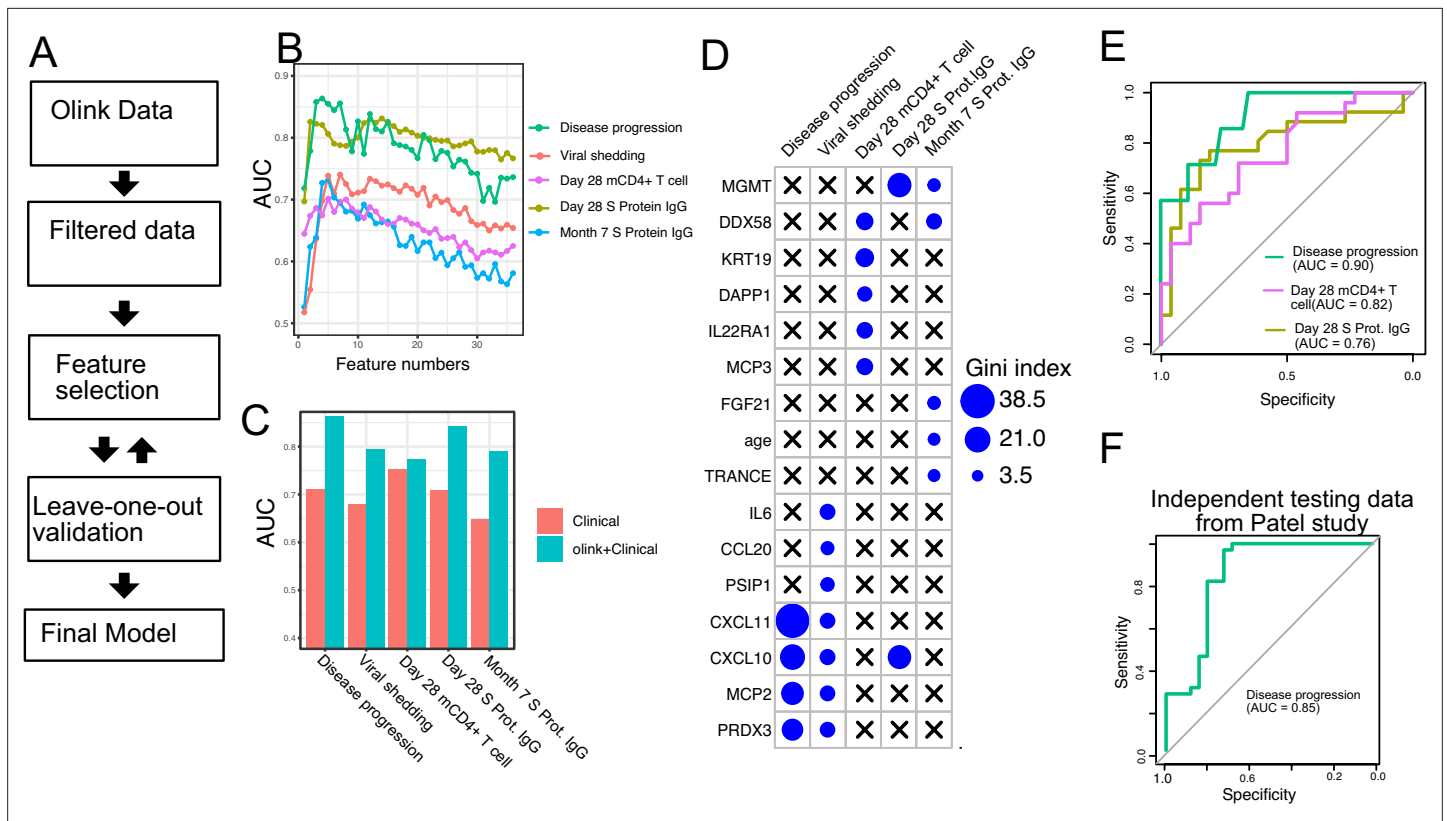 A
Olink Data
Filtered data
Feature
selection
Leave-one-out
validation
Final Model
B
AUC
0.9
0.8
0.7
0.6
0.5
0
10
20
30
Feature numbers
Disease progression
Viral shedding
Day 28 mCD4+ T cell
Day 28 S Protein IgG
Month 7 S Protein IgG
C
AUC
0.8
0.7
0.6
0.5
0.4
Disease progression
Viral shedding
Day 28 mCD4+ T cell
Day 28 S Prot. IgG
Month 7 S Prot. IgG
Clinical
olink+Clinical
D
Disease progression
Viral shedding
Day 28 mCD4+ T cell
Day 28 S Prot.IgG
Month 7 S Prot. IgG
MGMT
DDX58
KRT19
DAPP1
IL22RA1
MCP3
FGF21
age
TRANCE
IL6
CCL20
PSIP1
CXCL11
CXCL10
MCP2
PRDX3
Gini index
38.5
21.0
3.5
E
Sensitivity
1.0
0.8
0.6
0.4
0.2
0.0
1.0
0.5
0.0
Specificity
Disease progression
(AUC = 0.90)
Day 28 mCD4+ T
cell(AUC = 0.82)
Day 28 S Prot. IgG
(AUC = 0.76)
F
Independent testing data
from Patel study
Sensitivity
0.8
0.4
0.0
1.0
0.6
0.2
0.0
Specificity
Disease progression
(AUC = 0.85)